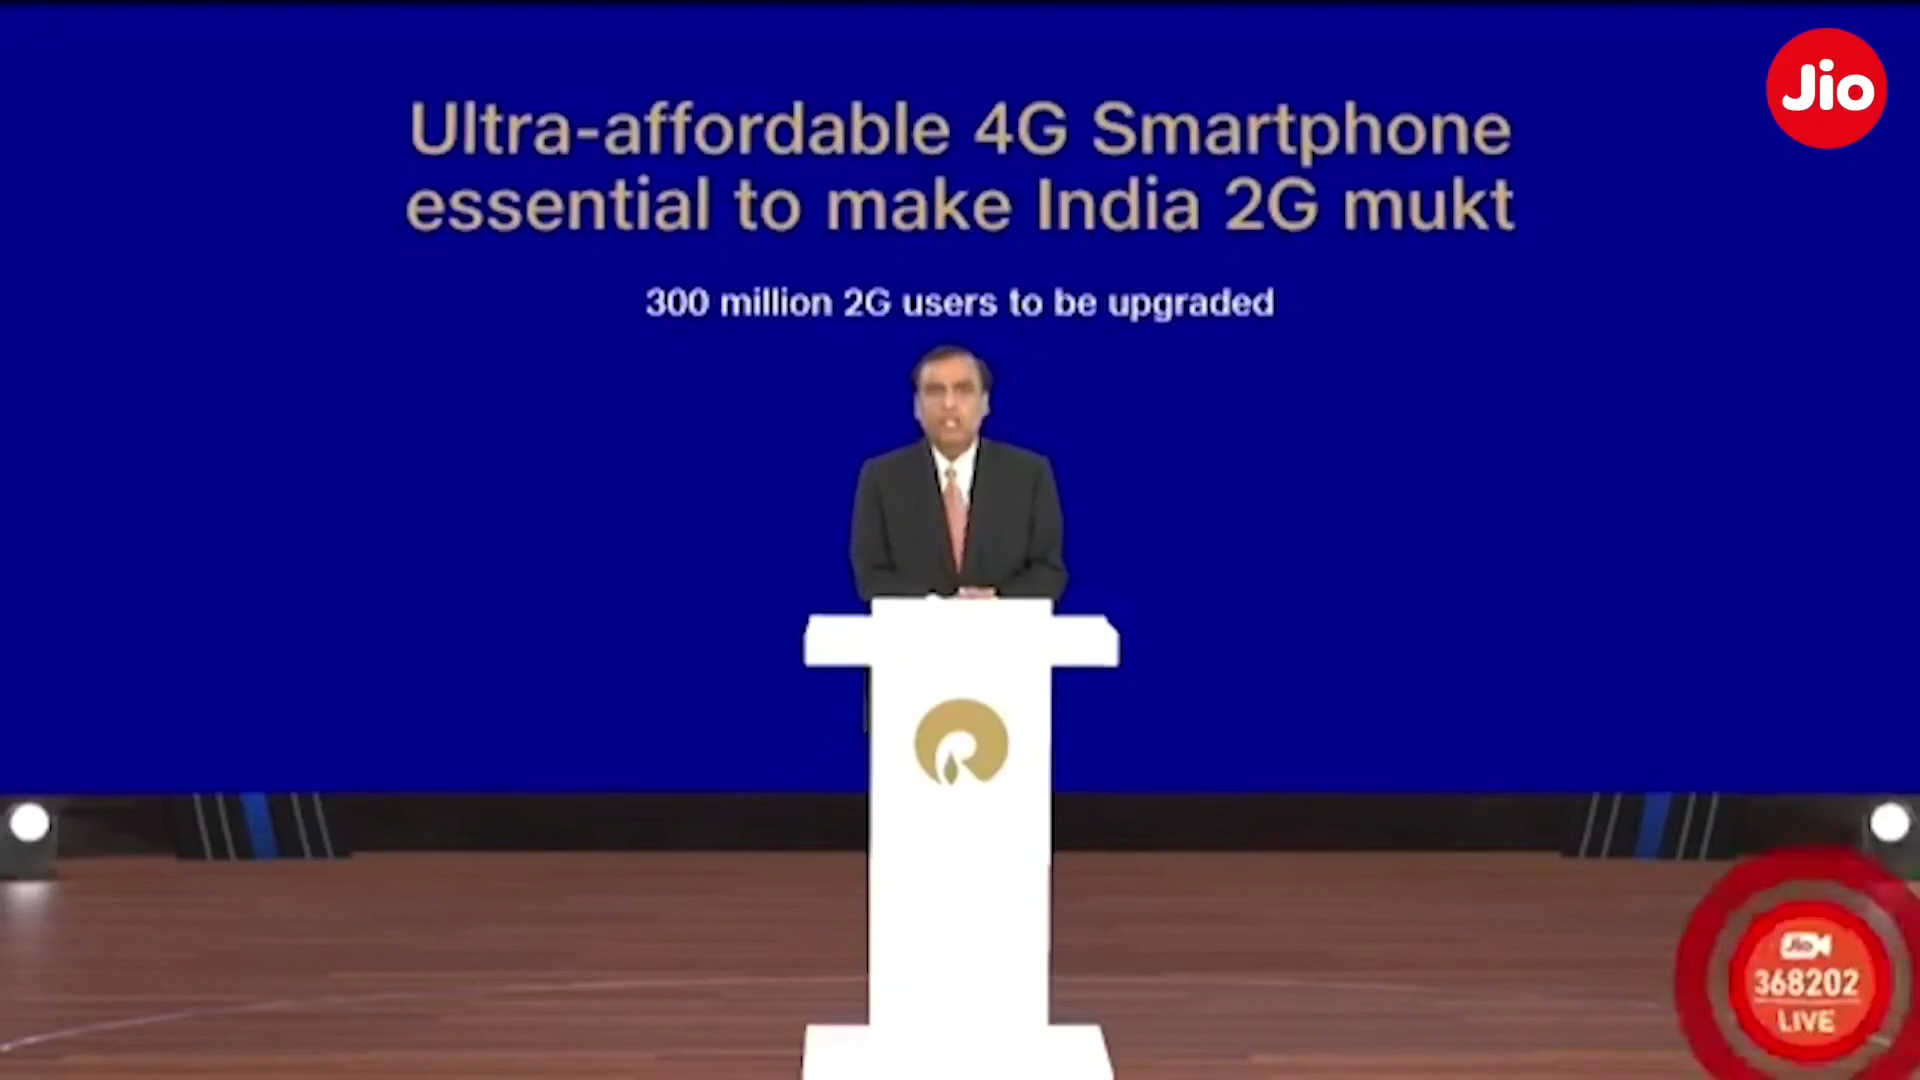 Jio
Ultra-affordable 4G Smartphone
essential to make India 2G mukt
300 million 2G users to be upgraded
Jio
368202
LIVE